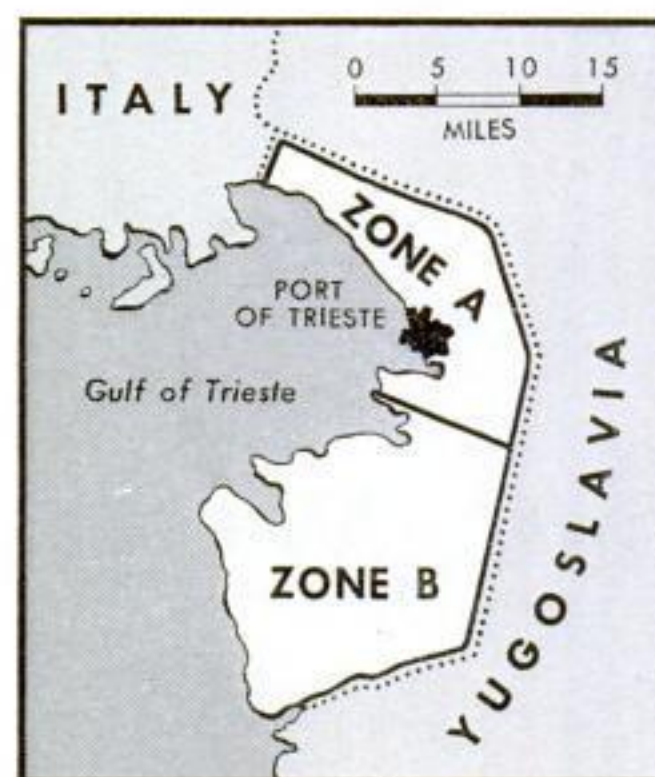 ITALY
0 5 10 15
MILES
ZONE A
PORT
OF TRIESTE
Gulf of Trieste
ZONE B
YUGOSLAVIA